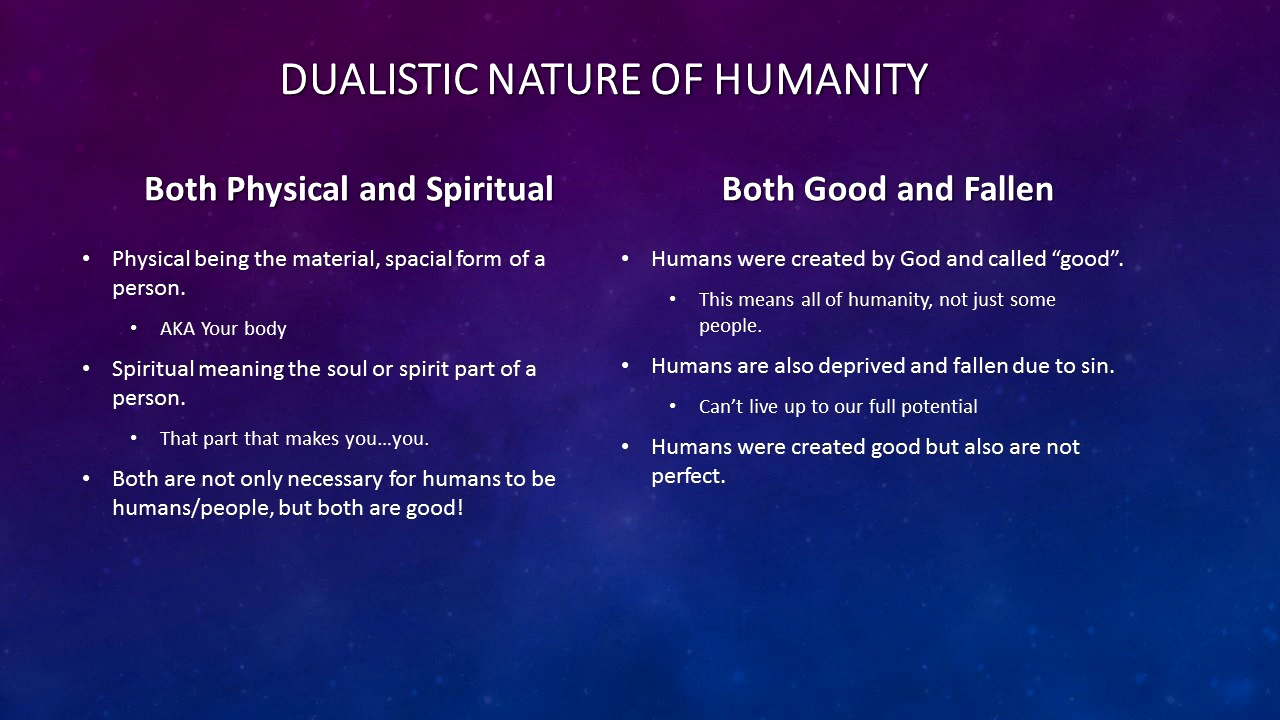 DUALISTIC NATURE OF HUMANITY
Both Physical and Spiritual
• Physical being the material, spacial form of a
person.
• AKA Your body
• Spiritual meaning the soul or spirit part of a
person.
• That part that makes you…you.
• Both are not only necessary for humans to be
humans/people, but both are good!
Both Good and Fallen
• Humans were created by God and called “good”.
• This means all of humanity, not just some
people.
• Humans are also deprived and fallen due to sin.
• Can’t live up to our full potential
• Humans were created good but also are not
perfect.